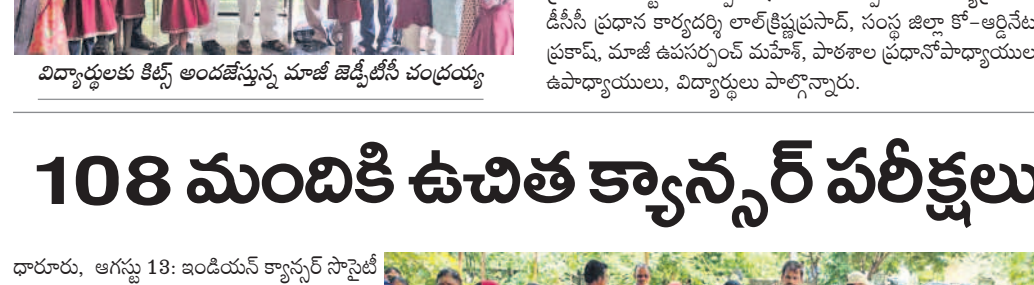 విద్యార్థులకు కిట్స్ అందజేస్తున్న మాజీ జెడ్పీటీసీ చంద్రయ్య
డీసీసీ ప్రధాన కార్యదర్శి లాల్‌క్రిష్ణప్రసాద్, సంస్థ జిల్లా కో-ఆర్డినేట
ప్రకాష్, మాజీ ఉపసర్పంచ్ మహేశ్, పాఠశాల ప్రధానోపాధ్యాయుల
ఉపాధ్యాయులు, విద్యార్థులు పాల్గొన్నారు.
108 మందికి ఉచిత క్యాన్సర్ పరీక్షలు
ధారూరు, ఆగస్టు 13: ఇండియన్ క్యాన్సర్ సొసైటీ